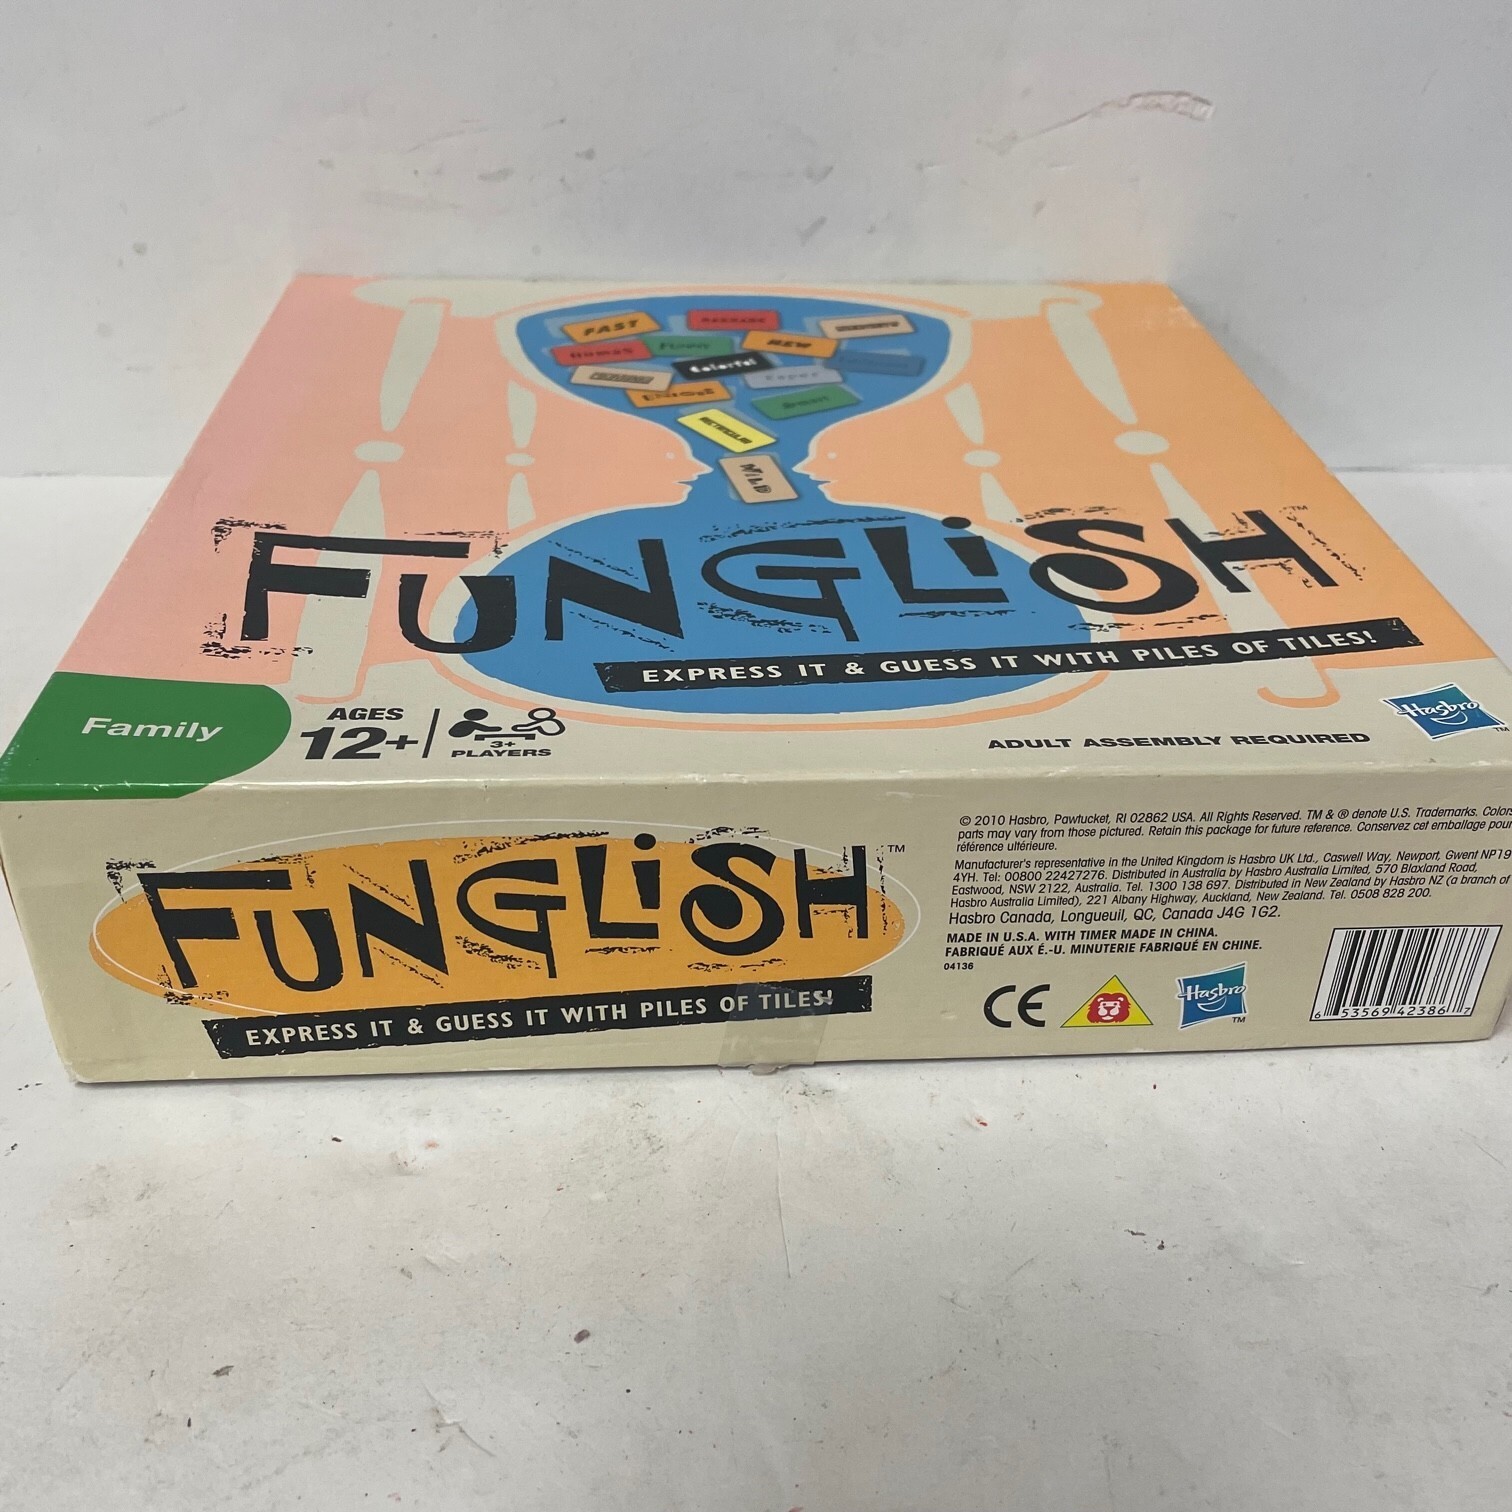 FAST
HUMAN
Funny
NEW
Colorful
WILD
FUNGLiSH™
EXPRESS IT & GUESS IT WITH PILES OF TILES!
Family
AGES
12+
3+
PLAYERS
ADULT ASSEMBLY REQUIRED
Hasbro
TM
FUNGLiSH™
EXPRESS IT & GUESS IT WITH PILES OF TILES!
© 2010 Hasbro, Pawtucket, RI 02862 USA. All Rights Reserved. TM & ® denote U.S. Trademarks. Colors
parts may vary from those pictured. Retain this package for future reference. Conservez cet emballage pour
référence ultérieure.
Manufacturer's representative in the United Kingdom is Hasbro UK Ltd., Caswell Way, Newport, Gwent NP19
4YH. Tel: 00800 22427276. Distributed in Australia by Hasbro Australia Limited, 570 Blaxland Road,
Eastwood, NSW 2122, Australia. Tel. 1300 138 697. Distributed in New Zealand by Hasbro NZ (a branch of
Hasbro Australia Limited), 221 Albany Highway, Auckland, New Zealand. Tel. 0508 828 200.
Hasbro Canada, Longueuil, QC, Canada J4G 1G2.
MADE IN U.S.A. WITH TIMER MADE IN CHINA.
FABRIQUÉ AUX É.-U. MINUTERIE FABRIQUÉ EN CHINE.
04136
CE
Hasbro
TM
6 53569 42386 7